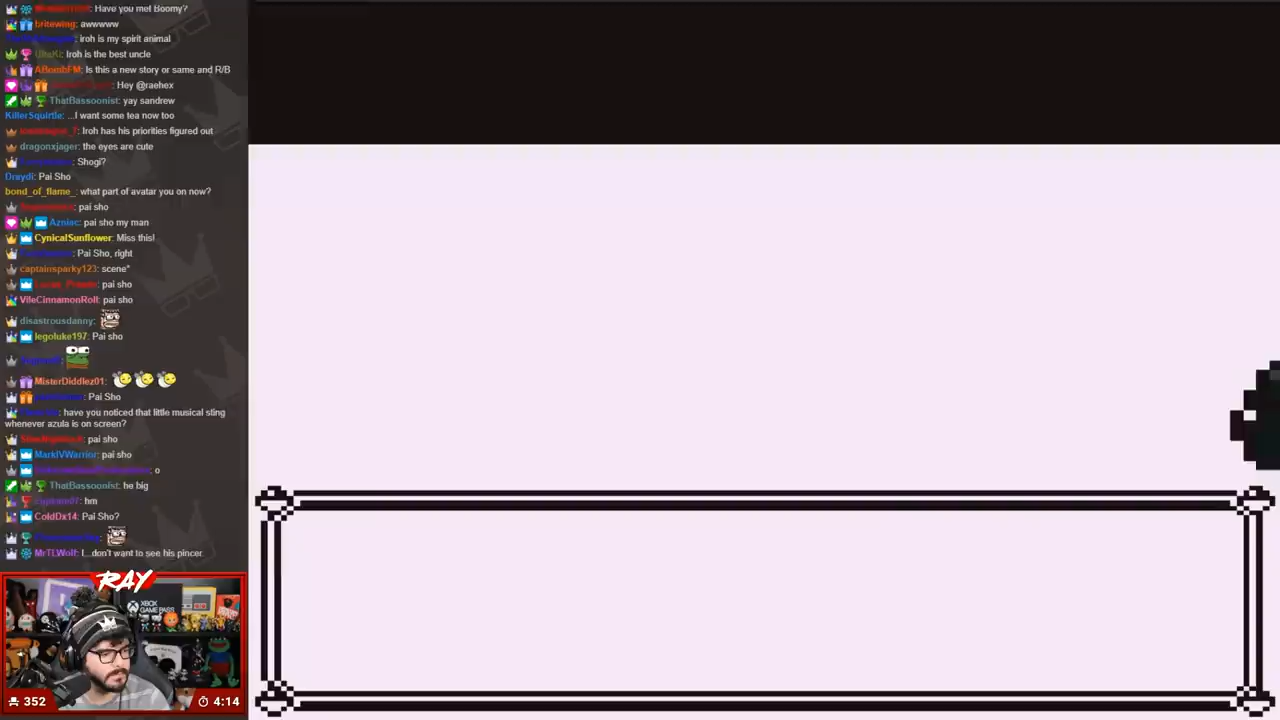 Have you met Boomy?
britewing: awwwww
iroh is my spirit animal
UltaKi: Iroh is the best uncle
ABombFM: Is this a new story or same and R/B
: Hey @raehex
ThatBassoonist: yay sandrew
KillerSquirtle: ...I want some tea now too
: Iroh has his priorities figured out
dragonxjager: the eyes are cute
: Shogi?
Draydi: Pai Sho
bond_of_flame_: what part of avatar you on now?
: pai sho
Azniac: pai sho my man
CynicalSunflower: Miss this!
: Pai Sho, right
captainsparky123: scene*
: pai sho
VileCinnamonRoll: pai sho
disastrousdanny:
legoluke197: Pai sho
MisterDiddlez01:
: Pai Sho
: have you noticed that little musical sting
whenever azula is on screen?
: pai sho
MarkIVWarrior: pai sho
: o
ThatBassoonist: he big
: hm
ColdDx14: Pai Sho?
MrTLWolf: I...don't want to see his pincer
RAY
XBOX
GAME PASS
352
4:14